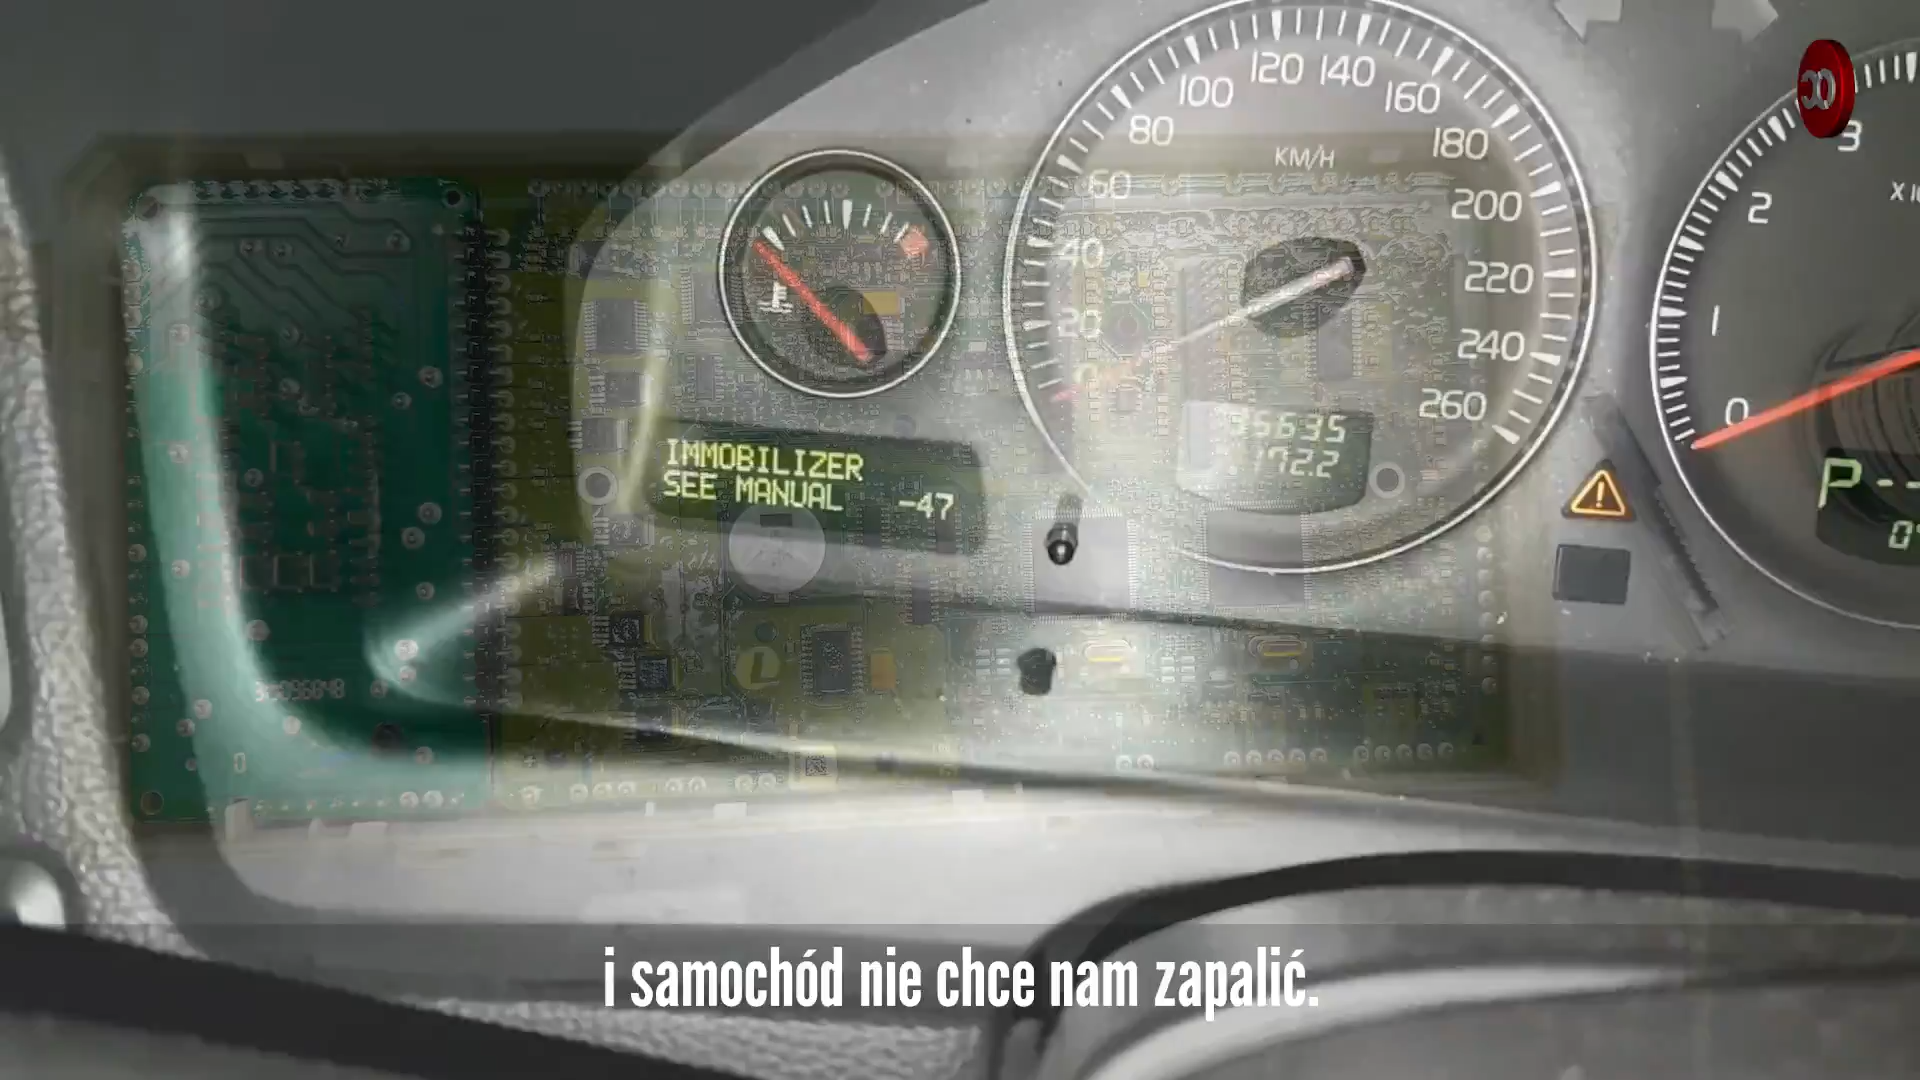 120 140
100 160
80 180
KM/H
60 200
40 220
20 240
260
35635
172.2
IMMOBILIZER
SEE MANUAL -47
3
2
1
0
P--
i samochód nie chce nam zapalić.